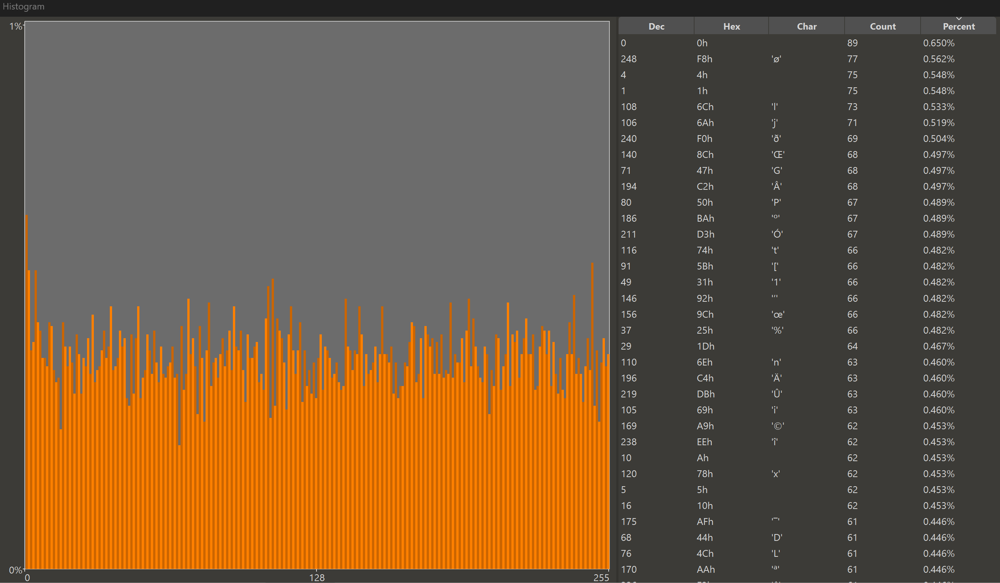 Histogram
1%
0%
0 128 255
Dec Hex Char Count Percent
0 0h 89 0.650%
248 F8h 'ø' 77 0.562%
4 4h 75 0.548%
1 1h 75 0.548%
108 6Ch 'l' 73 0.533%
106 6Ah 'j' 71 0.519%
240 F0h 'ð' 69 0.504%
140 8Ch 'Œ' 68 0.497%
71 47h 'G' 68 0.497%
194 C2h 'Â' 68 0.497%
80 50h 'P' 67 0.489%
186 BAh 'º' 67 0.489%
211 D3h 'Ó' 67 0.489%
116 74h 't' 66 0.482%
91 5Bh '[' 66 0.482%
49 31h '1' 66 0.482%
146 92h '’' 66 0.482%
156 9Ch 'œ' 66 0.482%
37 25h '%' 66 0.482%
29 1Dh 64 0.467%
110 6Eh 'n' 63 0.460%
196 C4h 'Ä' 63 0.460%
219 DBh 'Û' 63 0.460%
105 69h 'i' 63 0.460%
169 A9h '©' 62 0.453%
238 EEh 'î' 62 0.453%
10 Ah 62 0.453%
120 78h 'x' 62 0.453%
5 5h 62 0.453%
16 10h 62 0.453%
175 AFh '¯' 61 0.446%
68 44h 'D' 61 0.446%
76 4Ch 'L' 61 0.446%
170 AAh 'ª' 61 0.446%